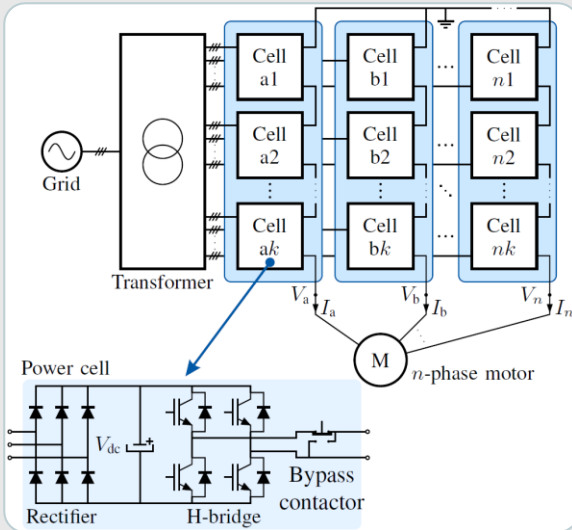 Cell
a1
Cell
b1
...
Cell
n1
Cell
a2
Cell
b2
...
Cell
n2
Grid
Cell
ak
Cell
bk
...
Cell
nk
Transformer
Va
Ia
Vb
Ib
Vn
In
M
n-phase motor
Power cell
Vdc
+
Bypass
contactor
Rectifier
H-bridge